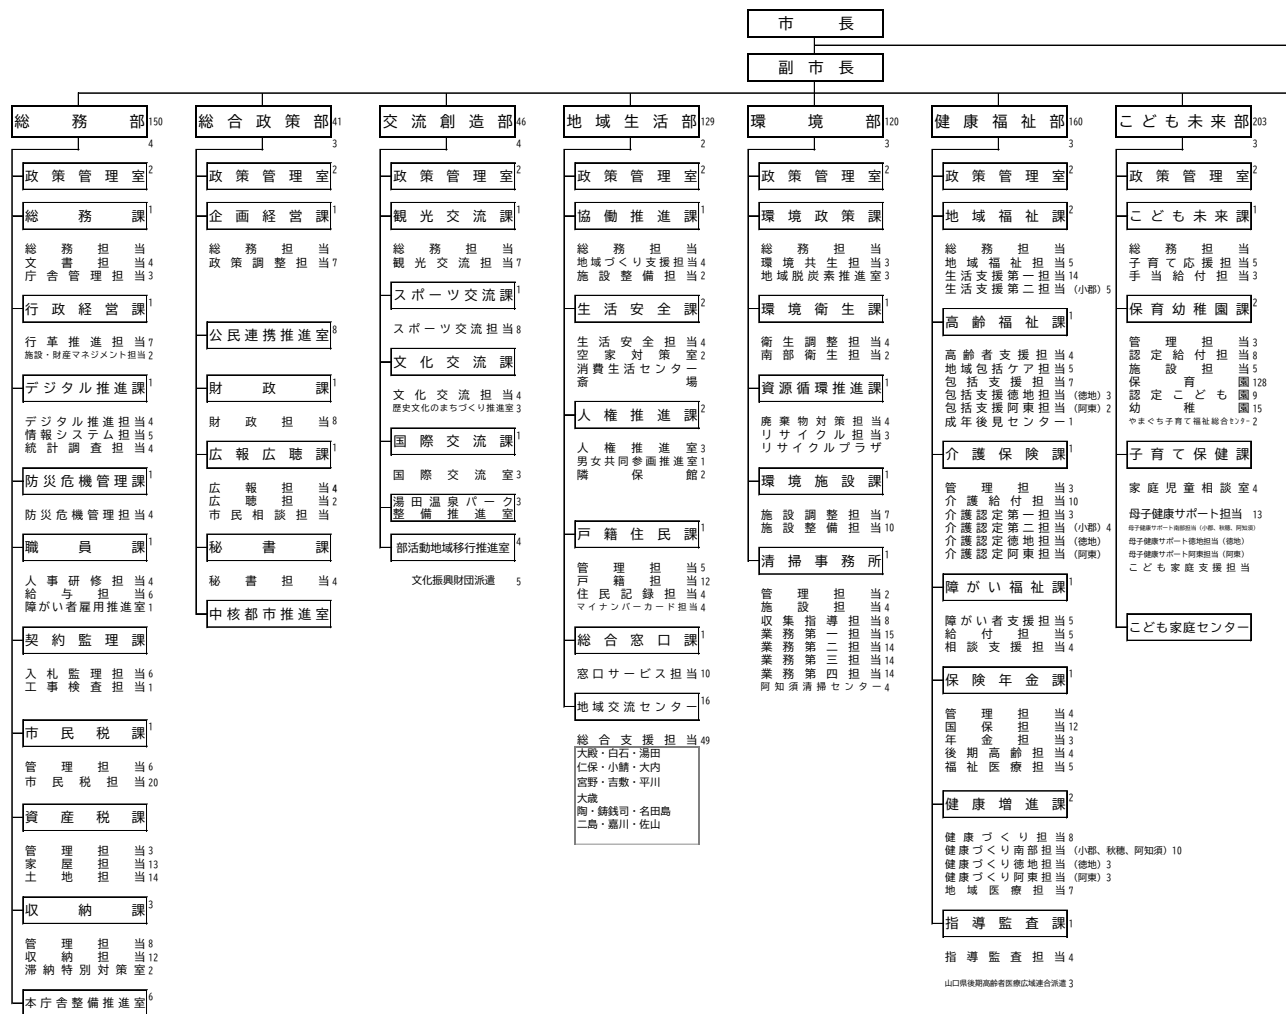 市長
副市長
総務部150
4
政策管理室2
総務課1
総務担当
文書担当4
庁舎管理担当3
行政経営課1
行革推進担当7
施設・財産マネジメント担当2
デジタル推進課1
デジタル推進担当4
情報システム担当5
統計調査担当4
防災危機管理課1
防災危機管理担当4
職員課1
人事研修担当4
給与担当6
障がい者雇用推進室1
契約監理課
入札監理担当6
工事検査担当1
市民税課1
管理担当6
市民税担当20
資産税課
管理担当3
家屋担当13
土地担当14
収納課3
管理担当8
収納担当12
滞納特別対策室2
本庁舎整備推進室6
総合政策部41
3
政策管理室2
企画経営課1
総務担当
政策調整担当7
公民連携推進室8
財政課1
財政担当8
広報広聴課1
広報担当4
広聴担当2
市民相談担当
秘書課
秘書担当4
中核都市推進室
交流創造部46
4
政策管理室2
観光交流課1
総務担当
観光交流担当7
スポーツ交流課1
スポーツ交流担当8
文化交流課
文化交流担当4
歴史文化のまちづくり推進室3
国際交流課1
国際交流室3
湯田温泉パーク3
整備推進室
部活動地域移行推進室4
文化振興財団派遣 5
地域生活部129
2
政策管理室2
協働推進課1
総務担当
地域づくり支援担当4
施設整備担当2
生活安全課2
生活安全担当4
空家対策室2
消費生活センター
斎場
人権推進課2
人権推進室3
男女共同参画推進室1
隣保館2
戸籍住民課1
管理担当5
戸籍担当12
住民記録担当4
マイナンバーカード担当4
総合窓口課1
窓口サービス担当10
地域交流センター16
総合支援担当49
大殿・白石・湯田
仁保・小鯖・大内
宮野・吉敷・平川
大歳
陶・鋳銭司・名田島
二島・嘉川・佐山
環境部120
3
政策管理室2
環境政策課
総務担当
環境共生担当3
地域脱炭素推進室3
環境衛生課1
衛生調整担当4
南部衛生担当2
資源循環推進課1
廃棄物対策担当4
リサイクル担当3
リサイクルプラザ
環境施設課1
施設調整担当7
施設整備担当10
清掃事務所1
管理担当2
施設担当4
収集指導担当8
業務第一担当15
業務第二担当14
業務第三担当14
業務第四担当14
阿知須清掃センター4
健康福祉部160
3
政策管理室2
地域福祉課2
総務担当
地域福祉担当5
生活支援第一担当14
生活支援第二担当（小郡）5
高齢福祉課1
高齢者支援担当4
地域包括ケア担当5
包括支援担当7
包括支援徳地担当（徳地）3
包括支援阿東担当（阿東）2
成年後見センター1
介護保険課1
管理担当3
介護給付担当10
介護認定第一担当3
介護認定第二担当（小郡）4
介護認定徳地担当（徳地）
介護認定阿東担当（阿東）
障がい福祉課1
障がい者支援担当5
給付担当5
相談支援担当4
保険年金課1
管理担当4
国保担当12
年金担当3
後期高齢担当4
福祉医療担当5
健康増進課2
健康づくり担当8
健康づくり南部担当（小郡、秋穂、阿知須）10
健康づくり徳地担当（徳地）3
健康づくり阿東担当（阿東）3
地域医療担当7
指導監査課1
指導監査担当4
山口県後期高齢者医療広域連合派遣 3
こども未来部203
3
政策管理室2
こども未来課1
総務担当
子育て応援担当5
手当給付担当3
保育幼稚園課2
管理担当3
認定給付担当8
施設担当5
保育園128
認定こども園9
幼稚園15
やまぐち子育て福祉総合センター2
子育て保健課
家庭児童相談室4
母子健康サポート担当 13
母子健康サポート南部担当（小郡、秋穂、阿知須）
母子健康サポート徳地担当（徳地）
母子健康サポート阿東担当（阿東）
こども家庭支援担当
こども家庭センター